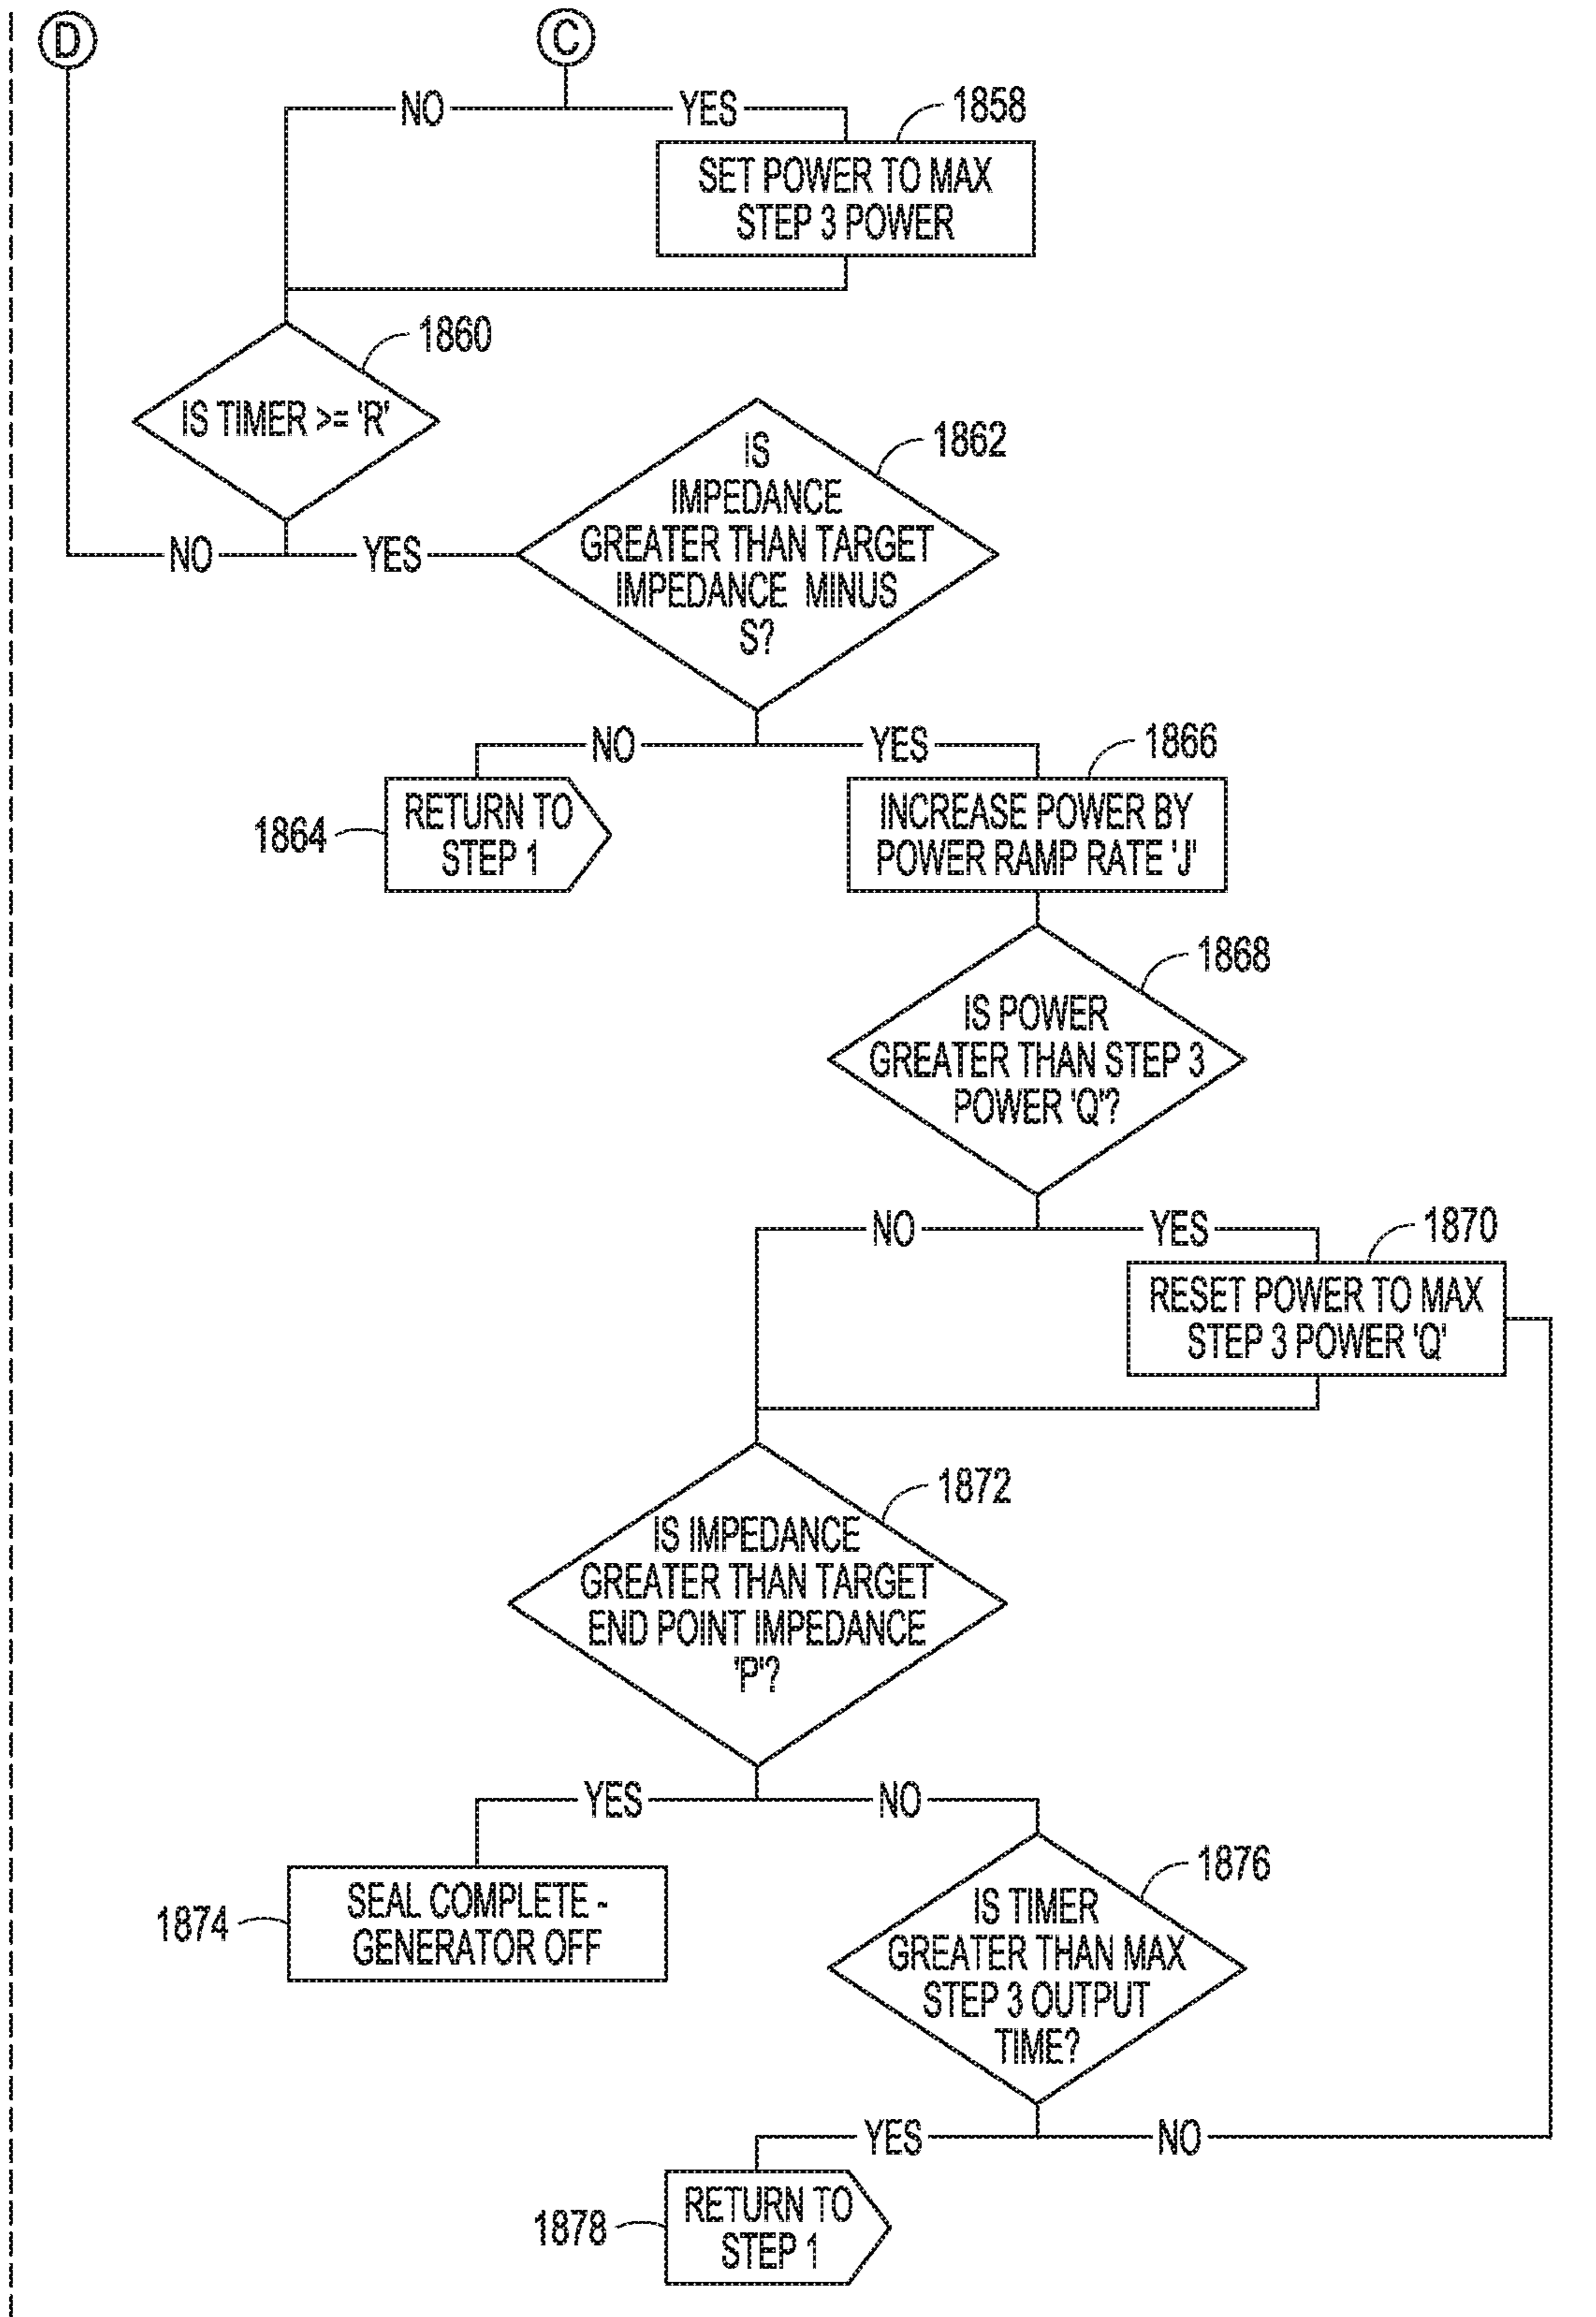 D
C
NO
YES
1858
SET POWER TO MAX
STEP 3 POWER
1860
IS TIMER >= 'R'
NO
YES
1862
IS
IMPEDANCE
GREATER THAN TARGET
IMPEDANCE MINUS
S?
NO
YES
1864
RETURN TO
STEP 1
1866
INCREASE POWER BY
POWER RAMP RATE 'J'
1868
IS POWER
GREATER THAN STEP 3
POWER 'Q'?
NO
YES
1870
RESET POWER TO MAX
STEP 3 POWER 'Q'
1872
IS IMPEDANCE
GREATER THAN TARGET
END POINT IMPEDANCE
'P'?
YES
NO
1874
SEAL COMPLETE -
GENERATOR OFF
1876
IS TIMER
GREATER THAN MAX
STEP 3 OUTPUT
TIME?
YES
NO
1878
RETURN TO
STEP 1